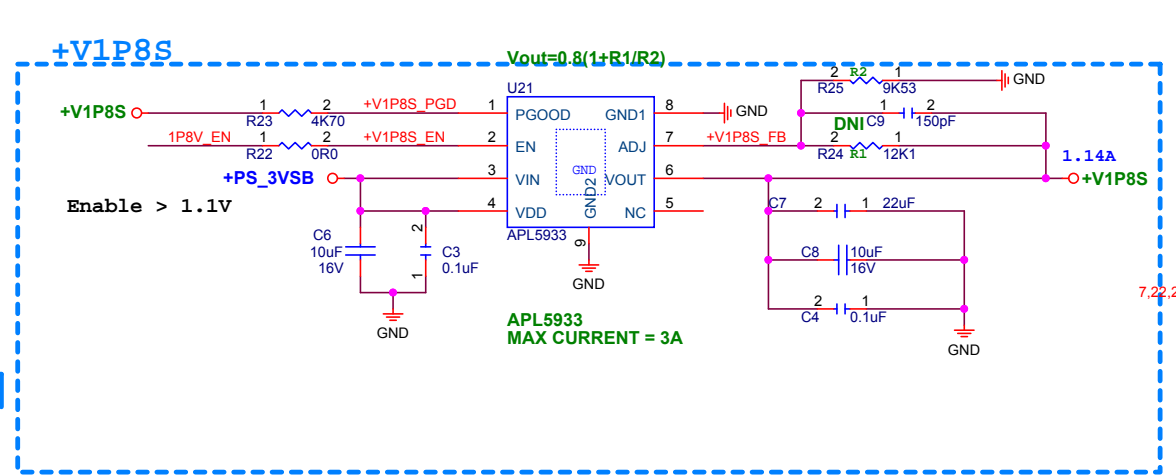 +V1P8S
Vout=0.8(1+R1/R2)
U21
+V1P8S
1
R23
2
4K70
+V1P8S_PGD
1
PGOOD
GND1
8
GND
1P8V_EN
1
R22
2
0R0
+V1P8S_EN
2
EN
ADJ
7
+V1P8S_FB
+PS_3VSB
3
VIN
GND
VOUT
6
Enable > 1.1V
4
VDD
GND2
NC
5
APL5933
9
GND
C6
10uF
16V
2
1
C3
0.1uF
GND
APL5933
MAX CURRENT = 3A
2
R2
1
R25
9K53
GND
1
2
C9
150pF
DNI
2
1
R24
R1
12K1
1.14A
+V1P8S
C7
2
1
22uF
C8
10uF
16V
2
1
C4
0.1uF
GND
7,22,2